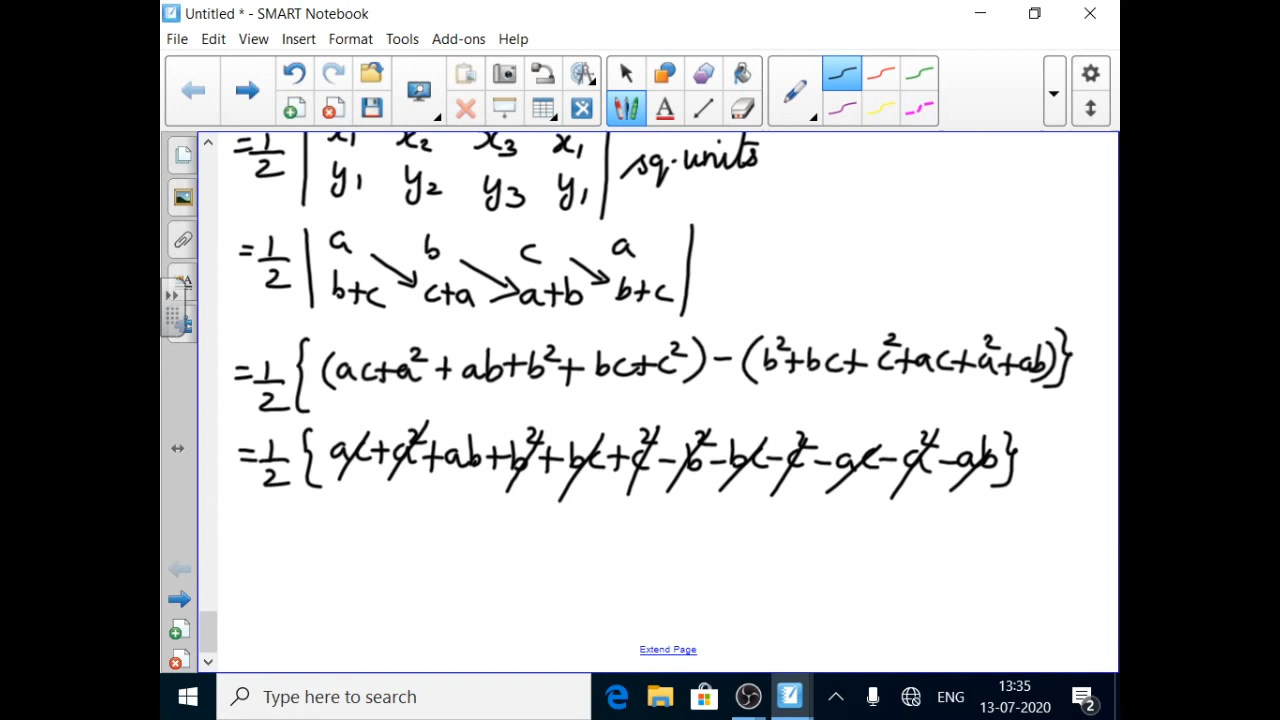 Untitled * - SMART Notebook
File Edit View Insert Format Tools Add-ons Help
= 1/2 | x₁ x₂ x₃ x₁ | sq.units
y₁ y₂ y₃ y₁
= 1/2 | a b c a |
b+c c+a a+b b+c
= 1/2 { (ac+a² + ab+b² + bc+c²) - (b²+bc+ c²+ac+a²+ab) }
= 1/2 { ac+a²+ab+b²+bc+c²-b²-bc-c²-ac-a²-ab }
Extend Page
Type here to search
ENG
13:35
13-07-2020
2